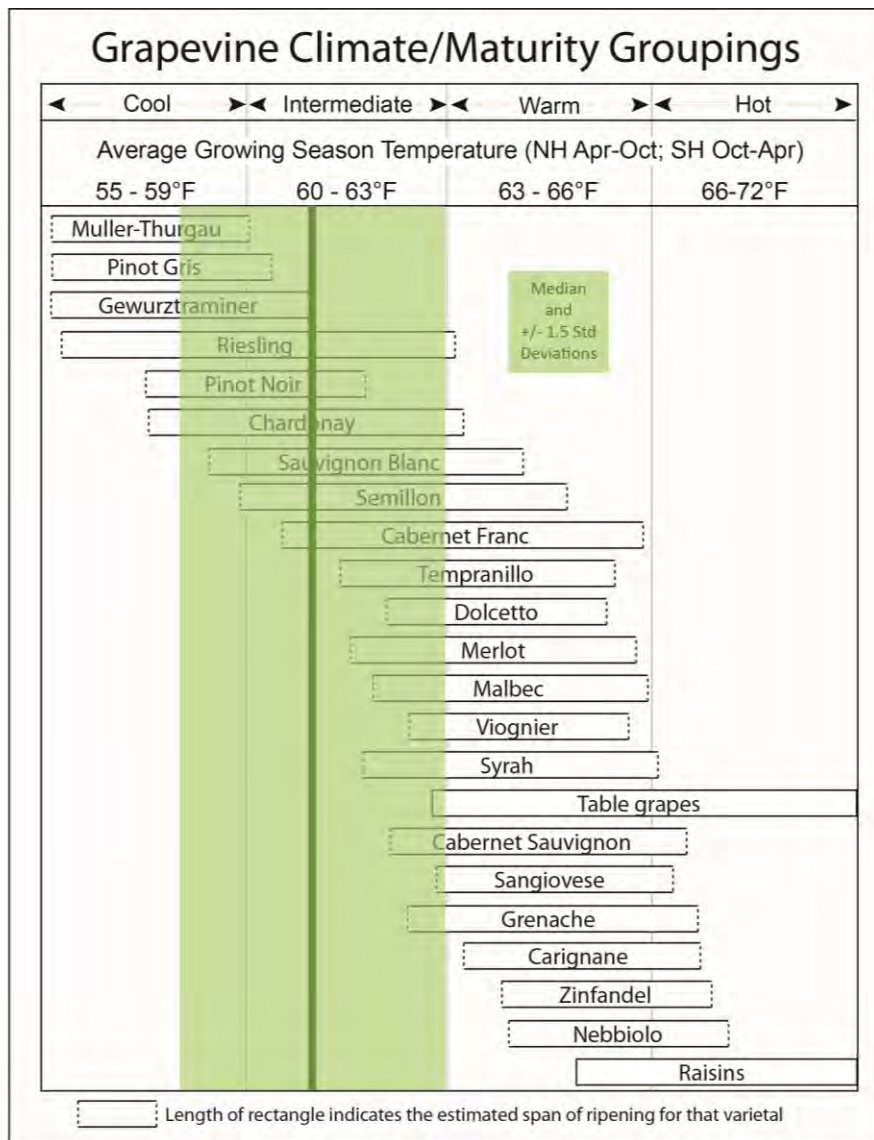 Grapevine Climate/Maturity Groupings
Cool Intermediate Warm Hot
Average Growing Season Temperature (NH Apr-Oct; SH Oct-Apr)
55 - 59°F 60 - 63°F 63 - 66°F 66-72°F
Muller-Thurgau
Pinot Gris
Gewurztraminer
Median
and
+/- 1.5 Std
Deviations
Riesling
Pinot Noir
Chardonay
Sauvignon Blanc
Semillon
Cabernet Franc
Tempranillo
Dolcetto
Merlot
Malbec
Viognier
Syrah
Table grapes
Cabernet Sauvignon
Sangiovese
Grenache
Carignane
Zinfandel
Nebbiolo
Raisins
Length of rectangle indicates the estimated span of ripening for that varietal